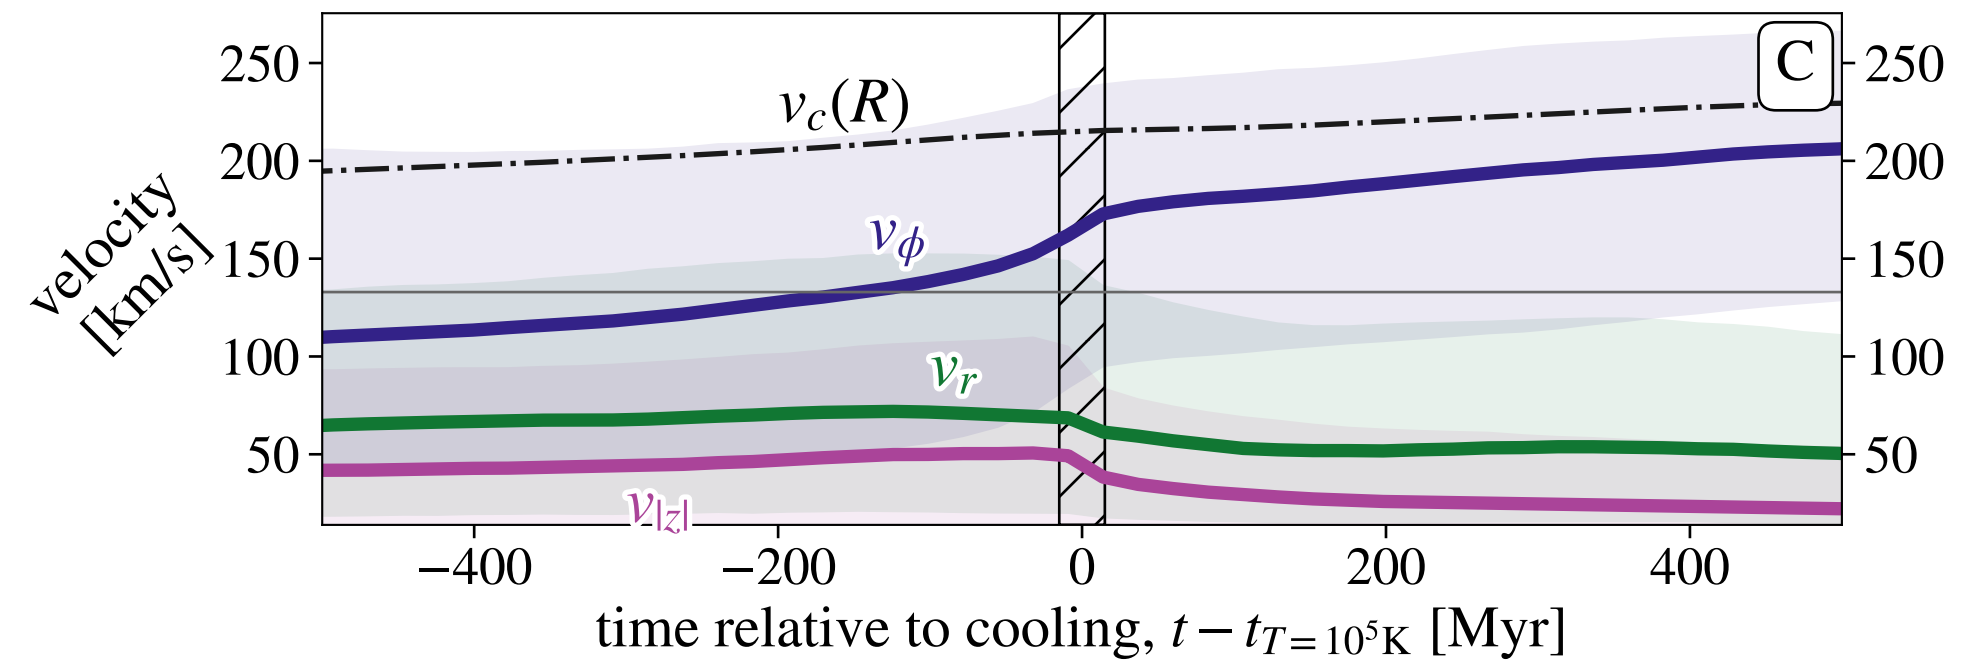 C
250 250
v_c(R)
200 200
velocity
[km/s]
v_ϕ
150 150
100 100
v_r
50 50
v_|z|
−400 −200 0 200 400
time relative to cooling, t − t_{T=10^5K} [Myr]